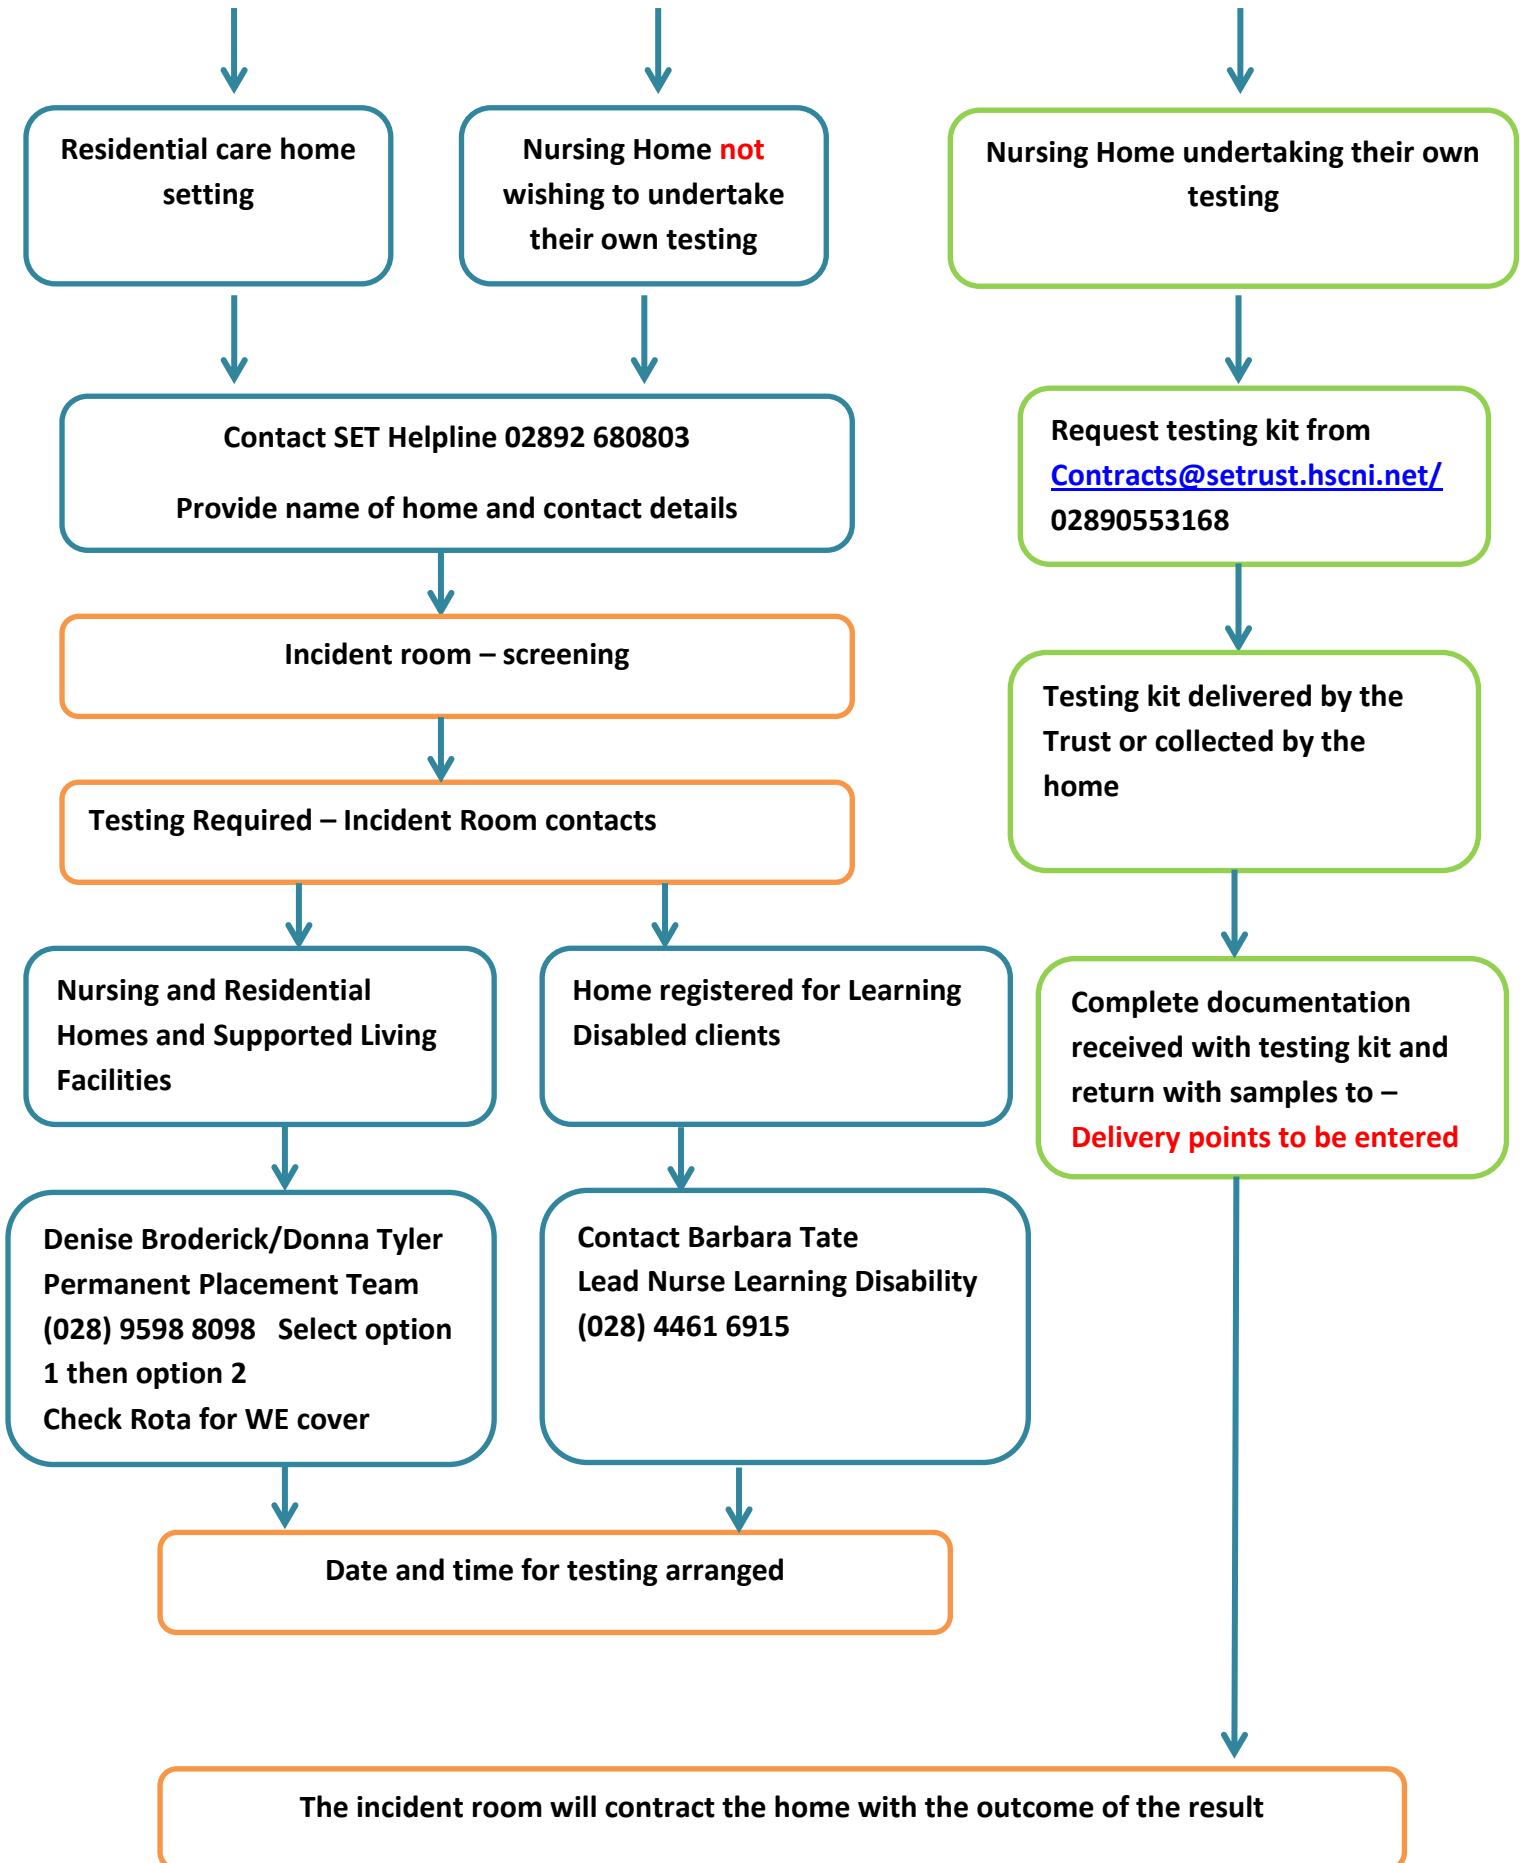 Residential care home
setting
Nursing Home not
wishing to undertake
their own testing
Nursing Home undertaking their own
testing
Contact SET Helpline 02892 680803
Provide name of home and contact details
Request testing kit from
Contracts@setrust.hscni.net/
02890553168
Incident room – screening
Testing kit delivered by the
Trust or collected by the
home
Testing Required – Incident Room contacts
Nursing and Residential
Homes and Supported Living
Facilities
Home registered for Learning
Disabled clients
Complete documentation
received with testing kit and
return with samples to –
Delivery points to be entered
Denise Broderick/Donna Tyler
Permanent Placement Team
(028) 9598 8098   Select option
1 then option 2
Check Rota for WE cover
Contact Barbara Tate
Lead Nurse Learning Disability
(028) 4461 6915
Date and time for testing arranged
The incident room will contract the home with the outcome of the result